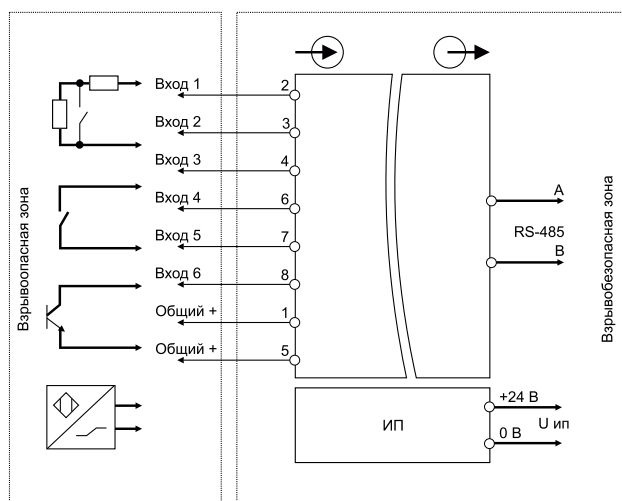 Взрывоопасная зона
Вход 1
2
Вход 2
3
Вход 3
4
Вход 4
6
Вход 5
7
Вход 6
8
Общий +
1
Общий +
5
A
RS-485
B
ИП
+24 В
U ип
0 В
Взрывобезопасная зона